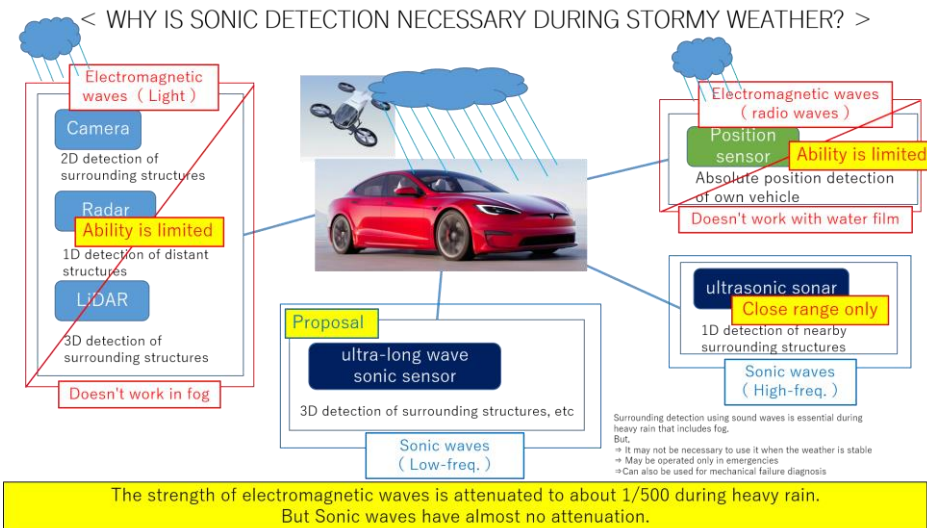 < WHY IS SONIC DETECTION NECESSARY DURING STORMY WEATHER? >
Electromagnetic
waves（Light）
Camera
2D detection of
surrounding structures
Radar
Ability is limited
1D detection of distant
structures
LiDAR
3D detection of
surrounding structures
Doesn't work in fog
Proposal
ultra-long wave
sonic sensor
3D detection of surrounding structures, etc
Sonic waves
（Low-freq.）
Electromagnetic waves
（radio waves）
Position
sensor
Ability is limited
Absolute position detection
of own vehicle
Doesn't work with water film
ultrasonic sonar
Close range only
1D detection of nearby
surrounding structures
Sonic waves
（High-freq.）
Surrounding detection using sound waves is essential during
heavy rain that includes fog.
But,
⇒ It may not be necessary to use it when the weather is stable
⇒ May be operated only in emergencies
⇒Can also be used for mechanical failure diagnosis
The strength of electromagnetic waves is attenuated to about 1/500 during heavy rain.
But Sonic waves have almost no attenuation.